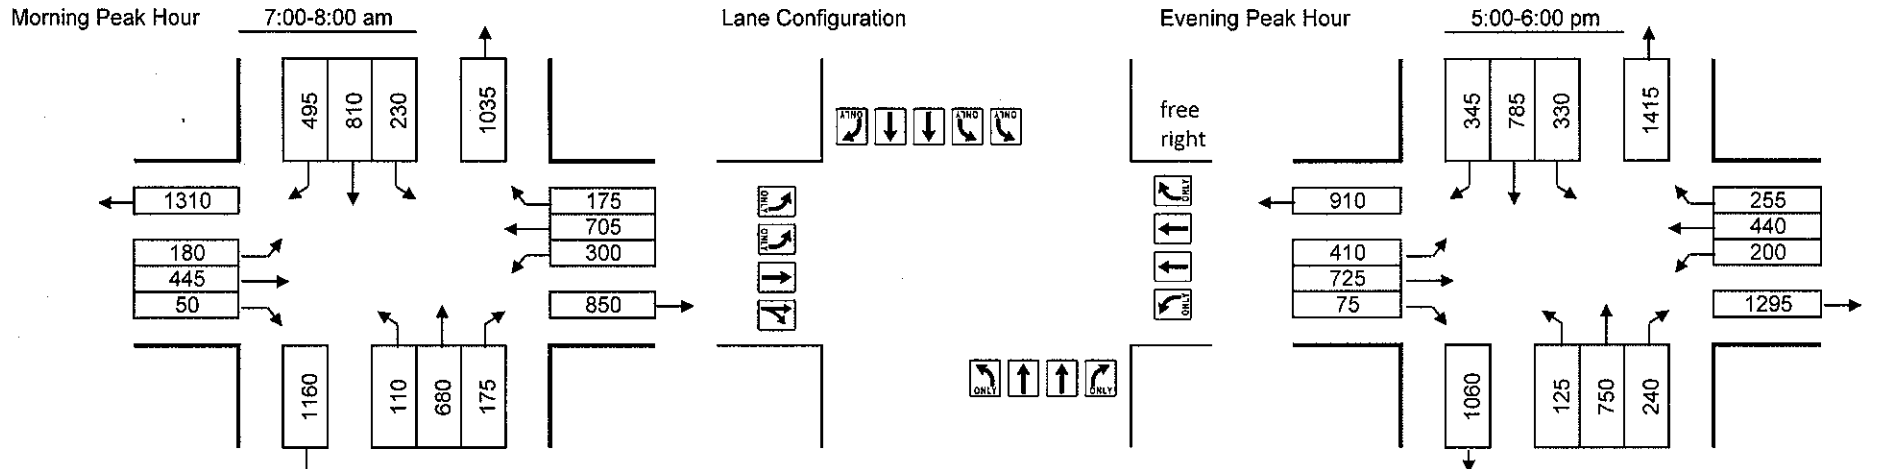 Morning Peak Hour 7:00-8:00 am Lane Configuration Evening Peak Hour 5:00-6:00 pm
495 810 230 1035
ONLY ONLY ONLY
free
right
345 785 330 1415
1310
180
445
50
175
705
300
850
ONLY
ONLY
ONLY
ONLY
910
410
725
75
255
440
200
1295
1160 110 680 175
ONLY ONLY
1060 125 750 240